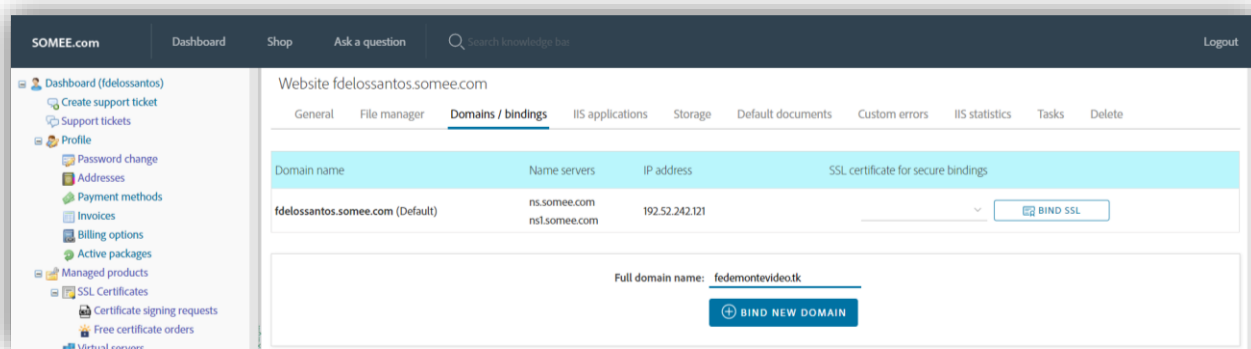 SOMEE.com Dashboard Shop Ask a question Search knowledge bar Logout
Dashboard (fdelossantos)
Create support ticket
Support tickets
Profile
Password change
Addresses
Payment methods
Invoices
Billing options
Active packages
Managed products
SSL Certificates
Certificate signing requests
Free certificate orders
Virtual servers
Website fdelossantos.somee.com
General File manager Domains / bindings IIS applications Storage Default documents Custom errors IIS statistics Tasks Delete
Domain name Name servers IP address SSL certificate for secure bindings
fdelossantos.somee.com (Default) ns.somee.com 192.52.242.121 BIND SSL
ns1.somee.com
Full domain name: fedemontevideo.tk
BIND NEW DOMAIN